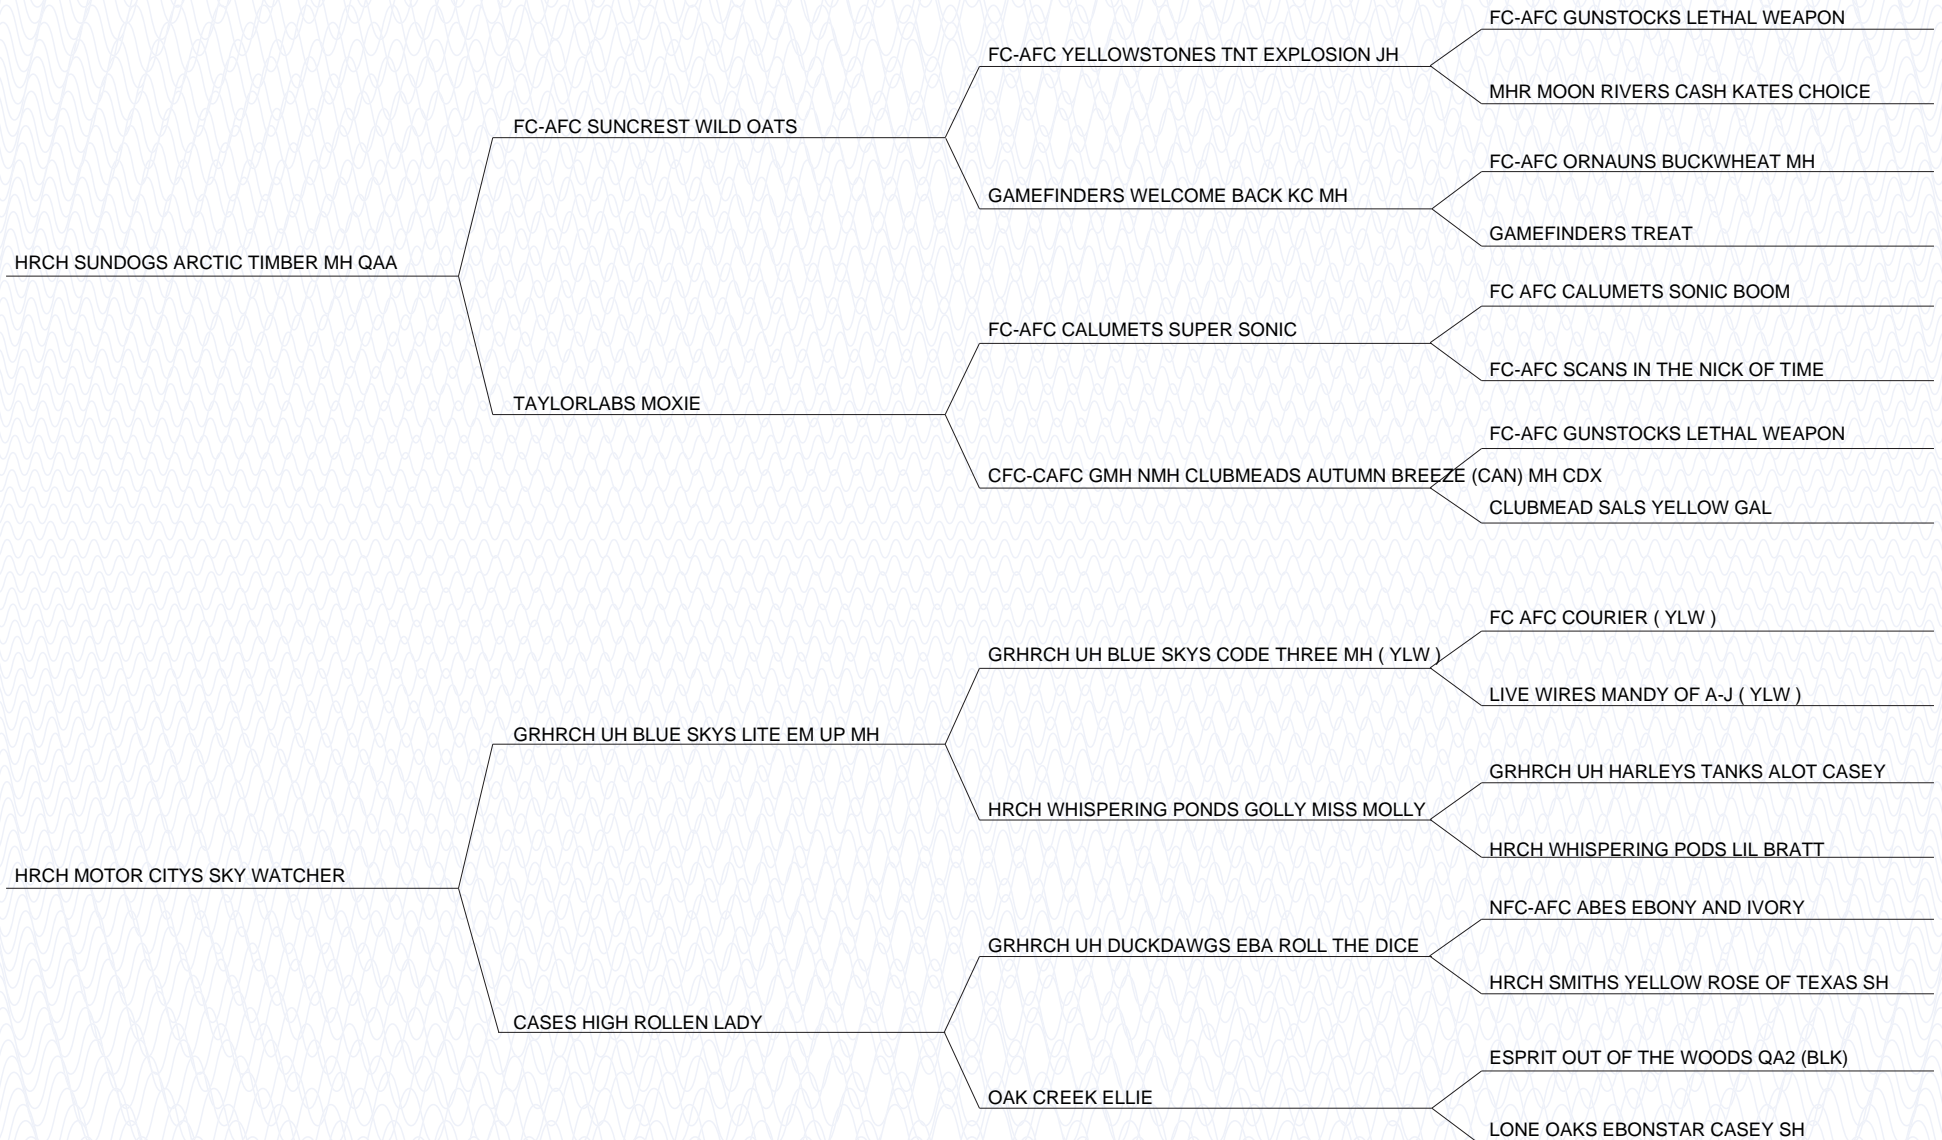 FC-AFC GUNSTOCKS LETHAL WEAPON
FC-AFC YELLOWSTONES TNT EXPLOSION JH
MHR MOON RIVERS CASH KATES CHOICE
FC-AFC SUNCREST WILD OATS
FC-AFC ORNAUNS BUCKWHEAT MH
GAMEFINDERS WELCOME BACK KC MH
GAMEFINDERS TREAT
HRCH SUNDOGS ARCTIC TIMBER MH QAA
FC AFC CALUMETS SONIC BOOM
FC-AFC CALUMETS SUPER SONIC
FC-AFC SCANS IN THE NICK OF TIME
TAYLORLABS MOXIE
FC-AFC GUNSTOCKS LETHAL WEAPON
CFC-CAFC GMH NMH CLUBMEADS AUTUMN BREEZE (CAN) MH CDX
CLUBMEAD SALS YELLOW GAL
FC AFC COURIER ( YLW )
GRHRCH UH BLUE SKYS CODE THREE MH ( YLW )
LIVE WIRES MANDY OF A-J ( YLW )
GRHRCH UH BLUE SKYS LITE EM UP MH
GRHRCH UH HARLEYS TANKS ALOT CASEY
HRCH WHISPERING PONDS GOLLY MISS MOLLY
HRCH WHISPERING PODS LIL BRATT
HRCH MOTOR CITYS SKY WATCHER
NFC-AFC ABES EBONY AND IVORY
GRHRCH UH DUCKDAWGS EBA ROLL THE DICE
HRCH SMITHS YELLOW ROSE OF TEXAS SH
CASES HIGH ROLLEN LADY
ESPRIT OUT OF THE WOODS QA2 (BLK)
OAK CREEK ELLIE
LONE OAKS EBONSTAR CASEY SH